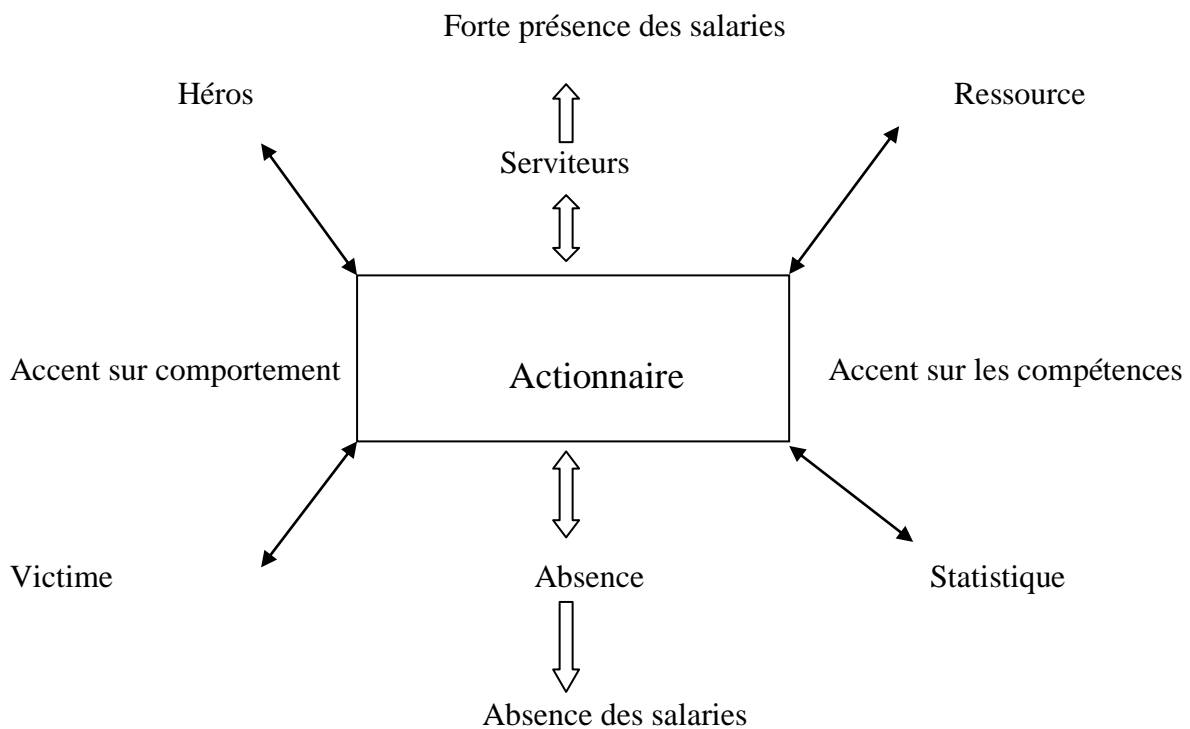 Forte présence des salaries
Héros
Ressource
Serviteurs
Accent sur comportement
Actionnaire
Accent sur les compétences
Victime
Absence
Statistique
Absence des salaries